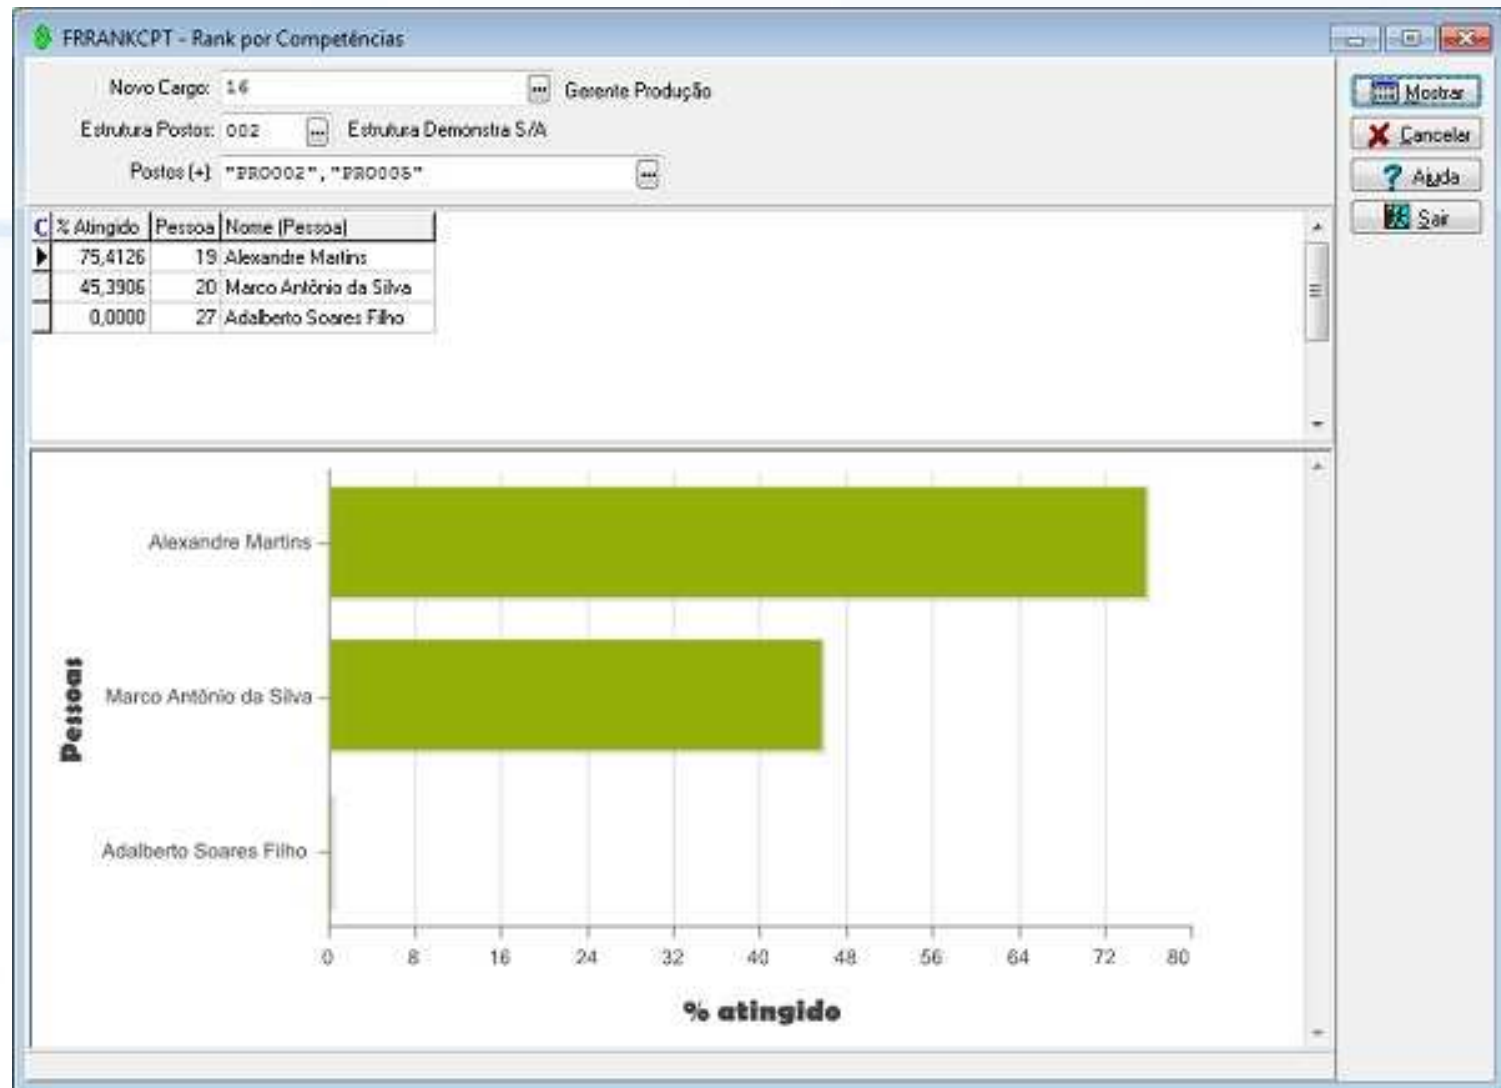 FRRANKCPT - Rank por Competências
Novo Cargo: 16 Gerente Produção
Estrutura Postos: 002 Estrutura Demonstra S/A
Postos (+) "PRO002","PRO005"
Mostrar
Cancelar
Ajuda
Sair
C % Atingido Pessoa Nome (Pessoa)
75,4126 19 Alexandre Martins
45,3906 20 Marco Antônio da Silva
0,0000 27 Adalberto Soares Filho
Pessoas
Alexandre Martins
Marco Antônio da Silva
Adalberto Soares Filho
0 8 16 24 32 40 48 56 64 72 80
% atingido